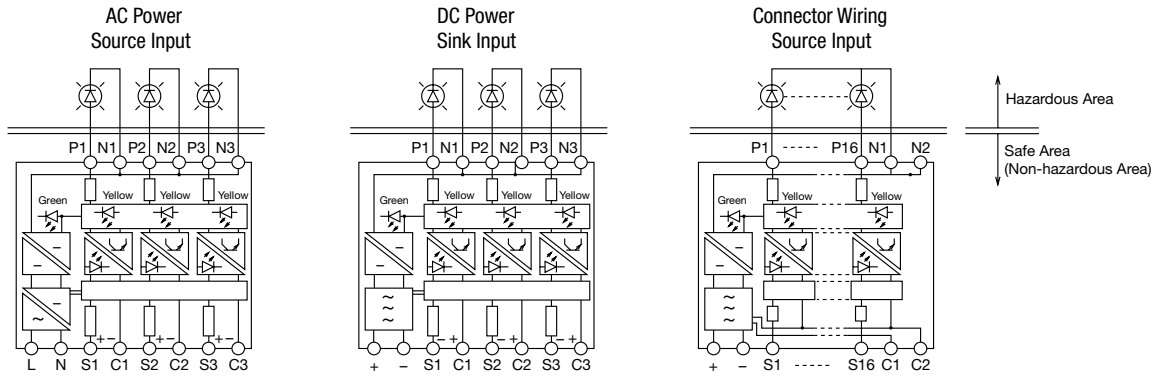 AC Power
Source Input
DC Power
Sink Input
Connector Wiring
Source Input
Hazardous Area
Safe Area
(Non-hazardous Area)
P1 N1 P2 N2 P3 N3
Green Yellow Yellow Yellow
+ − + − + −
L N S1 C1 S2 C2 S3 C3
P1 N1 P2 N2 P3 N3
Green Yellow Yellow Yellow
− + − + − +
+ − S1 C1 S2 C2 S3 C3
P1 ----- P16 N1 N2
Green Yellow Yellow
+ − S1 ----- S16 C1 C2